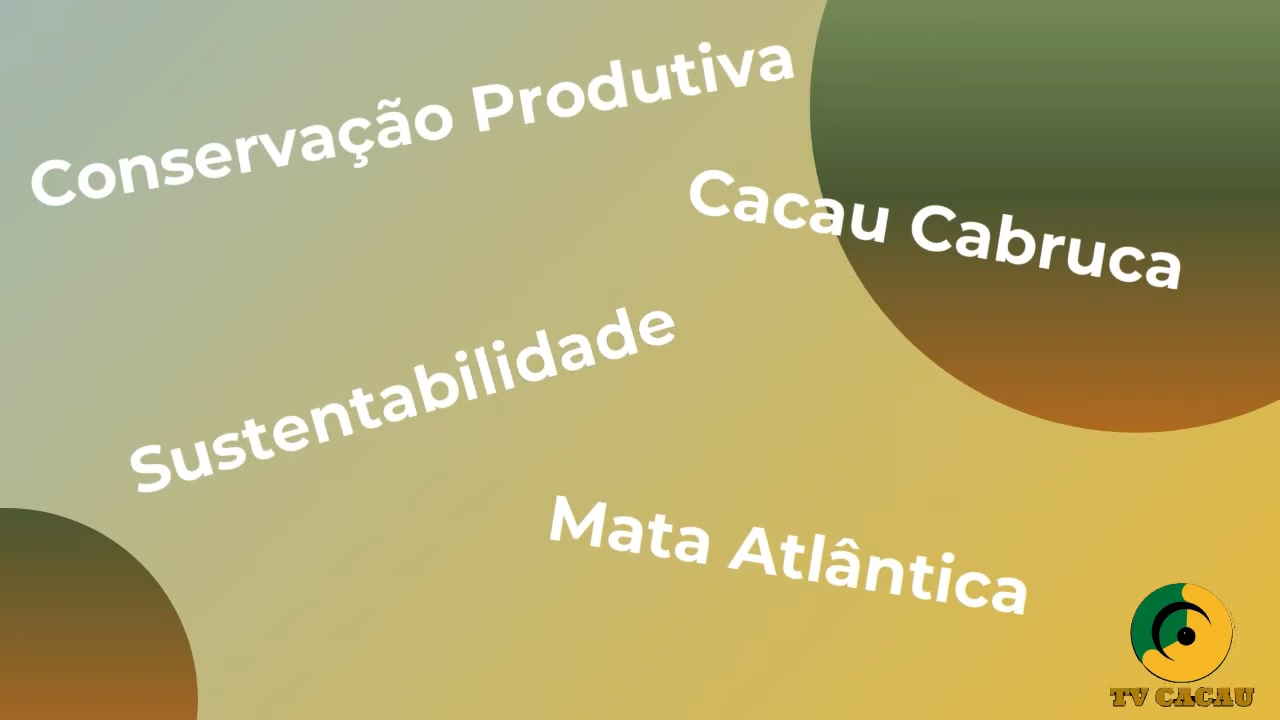 Conservação Produtiva
Cacau Cabruca
Sustentabilidade
Mata Atlântica
TV CACAU